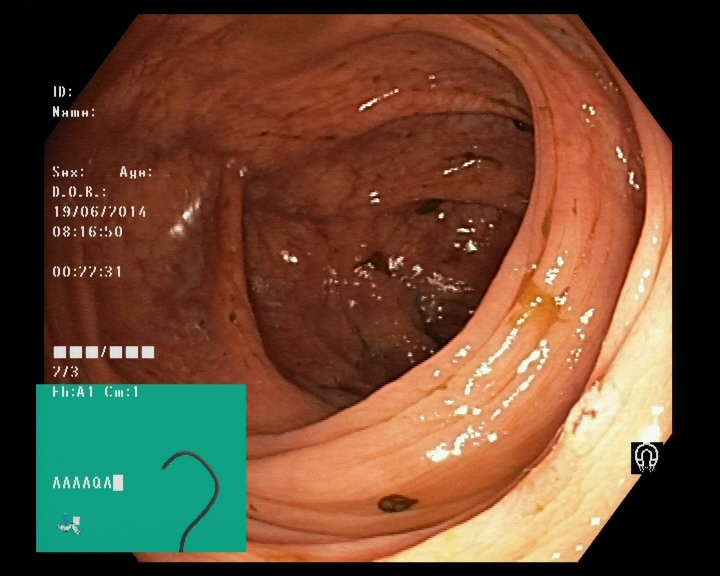 ID:
Name:
Sex: Age:
D.O.B.:
19/06/2014
08:16:50
00:22:31
■■■/■■■
2/3
Eh:A1 Cm:1
AAAAQA